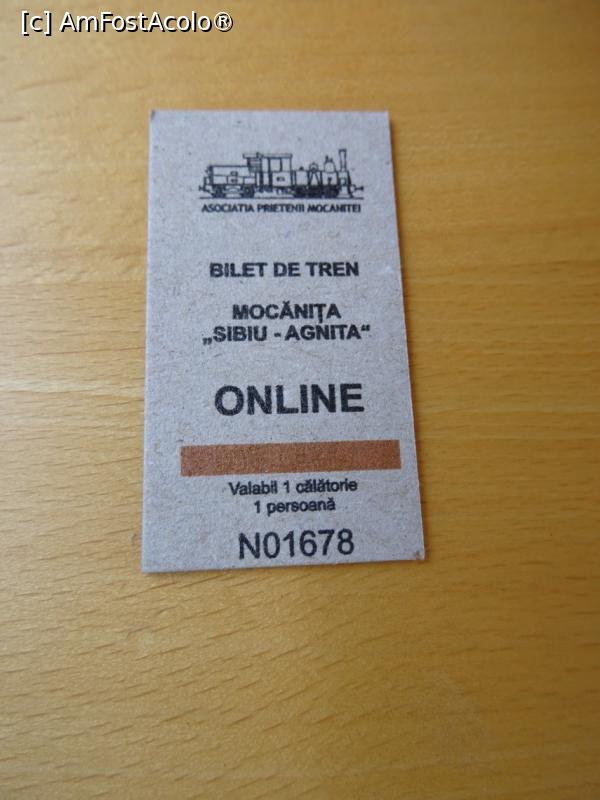 [c] AmFostAcolo®
ASOCIATIA PRIETENII MOCANITEI
BILET DE TREN
MOCĂNIȚA
„SIBIU - AGNITA“
ONLINE
Valabil 1 călătorie
1 persoană
N01678